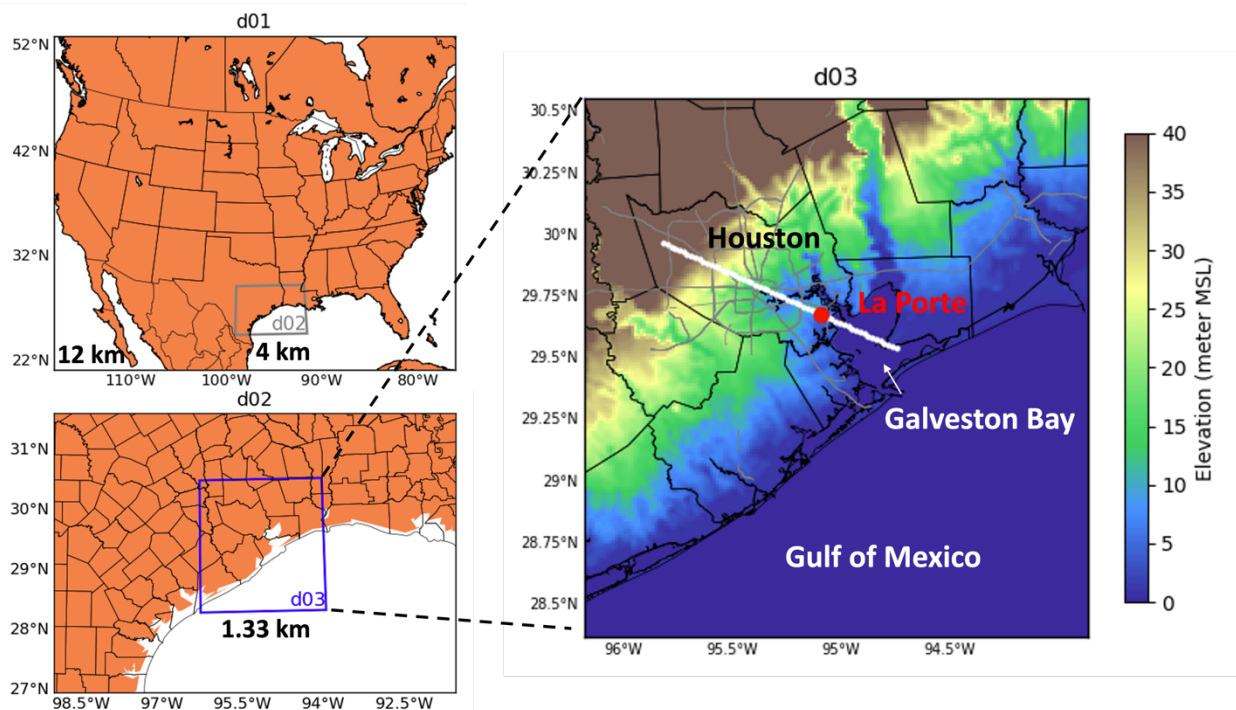 d01
52°N
42°N
32°N
22°N
d02
12 km
4 km
110°W 100°W 90°W 80°W
d02
31°N
30°N
29°N
28°N
27°N
d03
1.33 km
98.5°W 97°W 95.5°W 94°W 92.5°W
d03
30.5°N
30.25°N
30°N
29.75°N
29.5°N
29.25°N
29°N
28.75°N
28.5°N
Houston
La Porte
Galveston Bay
Gulf of Mexico
96°W 95.5°W 95°W 94.5°W
40
35
30
25
20
15
10
5
0
Elevation (meter MSL)